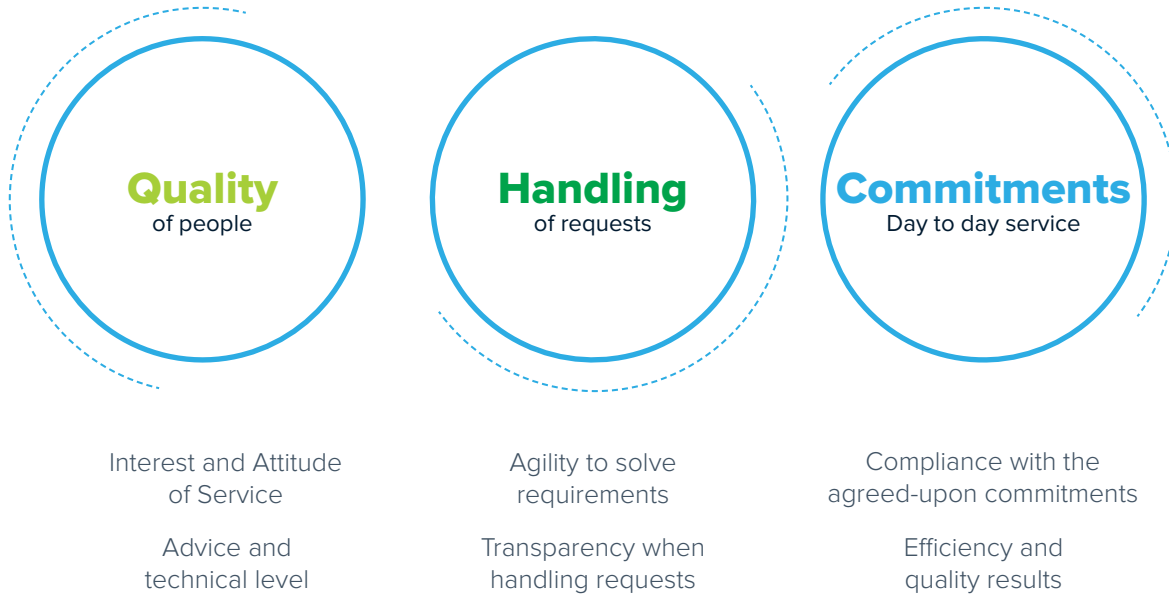 Quality
of people
Handling
of requests
Commitments
Day to day service
Interest and Attitude
of Service
Advice and
technical level
Agility to solve
requirements
Transparency when
handling requests
Compliance with the
agreed-upon commitments
Efficiency and
quality results